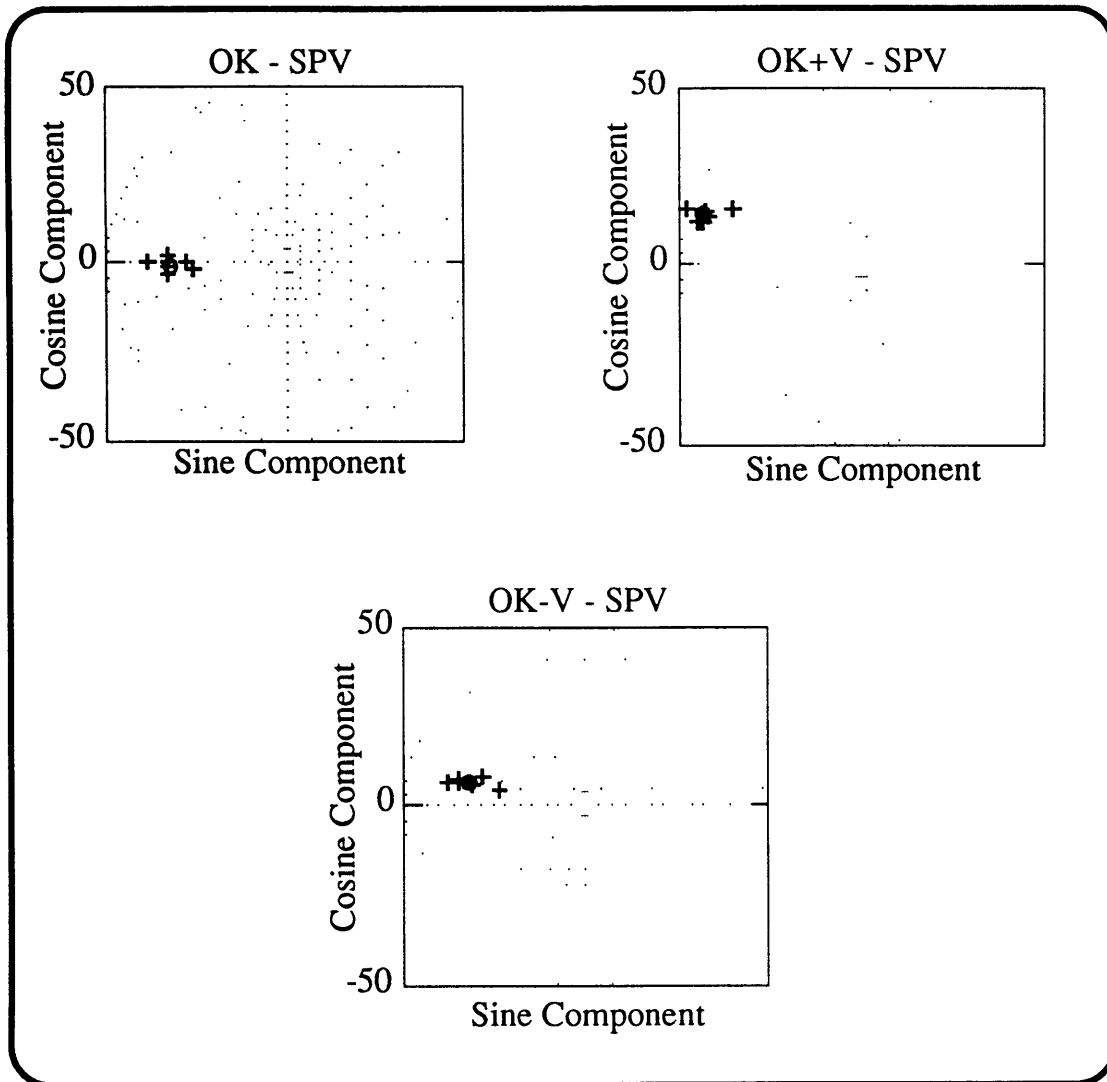 OK - SPV
50
Cosine Component
0
-50
Sine Component
OK+V - SPV
50
Cosine Component
0
-50
Sine Component
OK-V - SPV
50
Cosine Component
0
-50
Sine Component